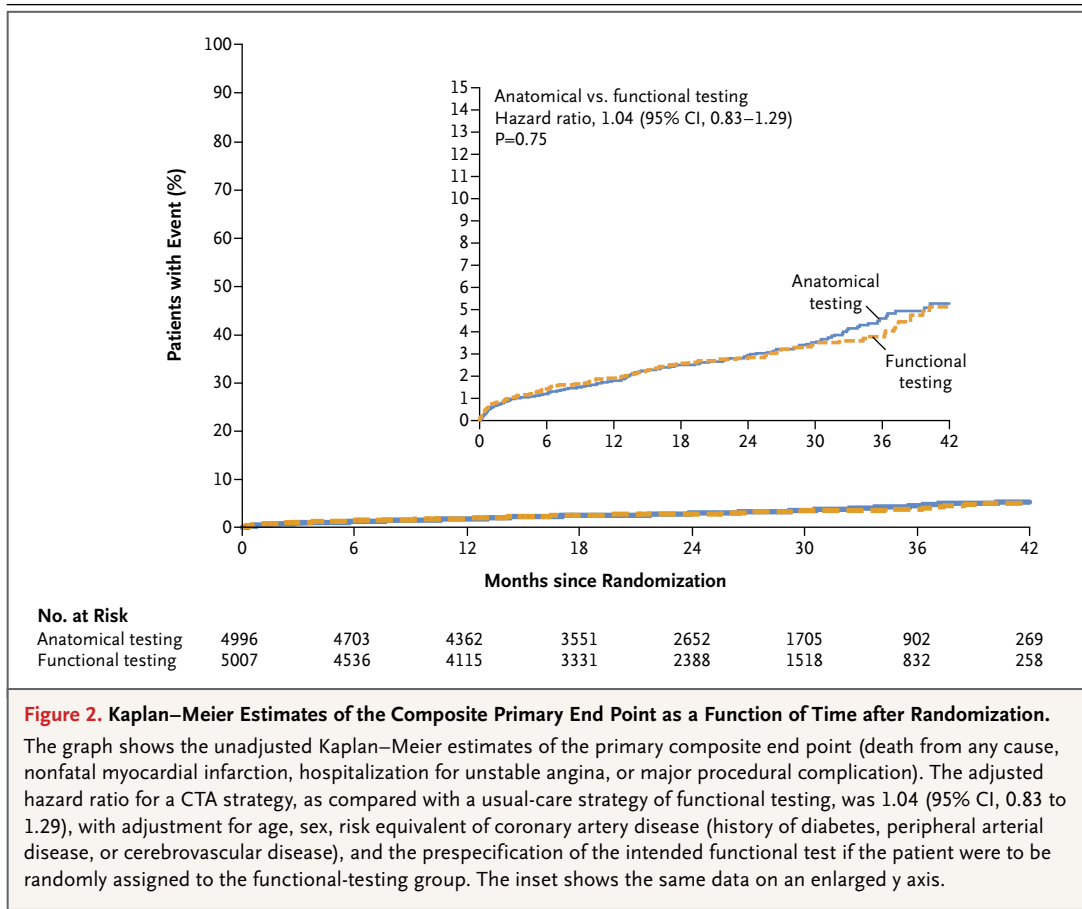 100
90
80
70
60
50
40
30
20
10
0
Patients with Event (%)
15
14
13
12
11
10
9
8
7
6
5
4
3
2
1
0
Anatomical vs. functional testing
Hazard ratio, 1.04 (95% CI, 0.83–1.29)
P=0.75
Anatomical
testing
Functional
testing
0 6 12 18 24 30 36 42
0 6 12 18 24 30 36 42
Months since Randomization
No. at Risk
Anatomical testing 4996 4703 4362 3551 2652 1705 902 269
Functional testing 5007 4536 4115 3331 2388 1518 832 258
Figure 2. Kaplan–Meier Estimates of the Composite Primary End Point as a Function of Time after Randomization.
The graph shows the unadjusted Kaplan–Meier estimates of the primary composite end point (death from any cause,
nonfatal myocardial infarction, hospitalization for unstable angina, or major procedural complication). The adjusted
hazard ratio for a CTA strategy, as compared with a usual-care strategy of functional testing, was 1.04 (95% CI, 0.83 to
1.29), with adjustment for age, sex, risk equivalent of coronary artery disease (history of diabetes, peripheral arterial
disease, or cerebrovascular disease), and the prespecification of the intended functional test if the patient were to be
randomly assigned to the functional-testing group. The inset shows the same data on an enlarged y axis.